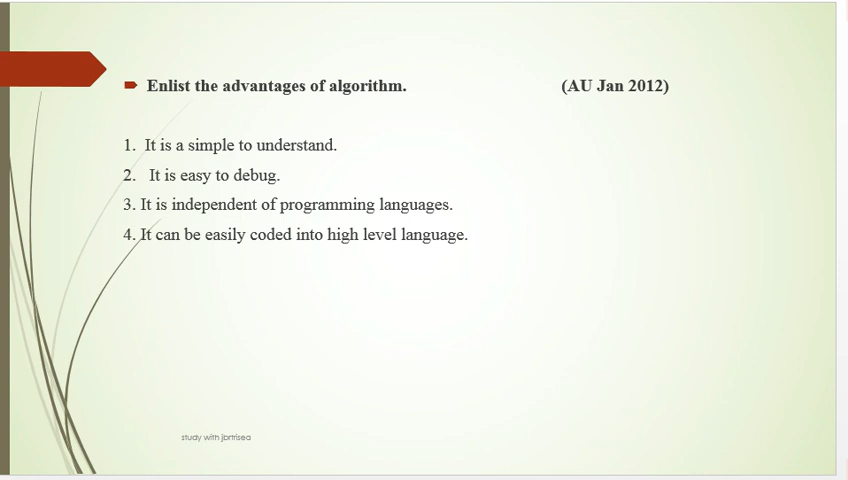 Enlist the advantages of algorithm. (AU Jan 2012)
1. It is a simple to understand.
2. It is easy to debug.
3. It is independent of programming languages.
4. It can be easily coded into high level language.
study with jbrtrisea